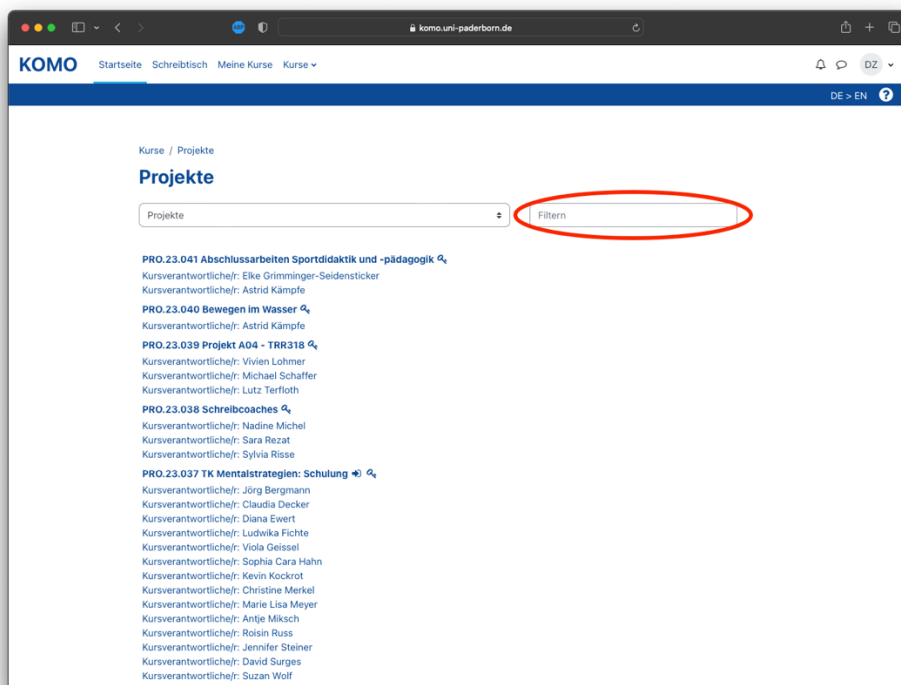 komo.uni-paderborn.de
KOMO Startseite Schreibtisch Meine Kurse Kurse DZ
DE > EN ?
Kurse / Projekte
Projekte
Projekte Filtern
PRO.23.041 Abschlussarbeiten Sportdidaktik und -pädagogik
Kursverantwortliche/r: Elke Grimminger-Seidensticker
Kursverantwortliche/r: Astrid Kämpfe
PRO.23.040 Bewegen im Wasser
Kursverantwortliche/r: Astrid Kämpfe
PRO.23.039 Projekt A04 - TRR318
Kursverantwortliche/r: Vivien Lohmer
Kursverantwortliche/r: Michael Schaffer
Kursverantwortliche/r: Lutz Terfloth
PRO.23.038 Schreibcoaches
Kursverantwortliche/r: Nadine Michel
Kursverantwortliche/r: Sara Rezat
Kursverantwortliche/r: Sylvia Risse
PRO.23.037 TK Mentalstrategien: Schulung
Kursverantwortliche/r: Jörg Bergmann
Kursverantwortliche/r: Claudia Decker
Kursverantwortliche/r: Diana Ewert
Kursverantwortliche/r: Ludwika Fichte
Kursverantwortliche/r: Viola Geissel
Kursverantwortliche/r: Sophia Cara Hahn
Kursverantwortliche/r: Kevin Kockrot
Kursverantwortliche/r: Christine Merkel
Kursverantwortliche/r: Marie Lisa Meyer
Kursverantwortliche/r: Antje Miksch
Kursverantwortliche/r: Roisin Russ
Kursverantwortliche/r: Jennifer Steiner
Kursverantwortliche/r: David Surges
Kursverantwortliche/r: Suzan Wolf